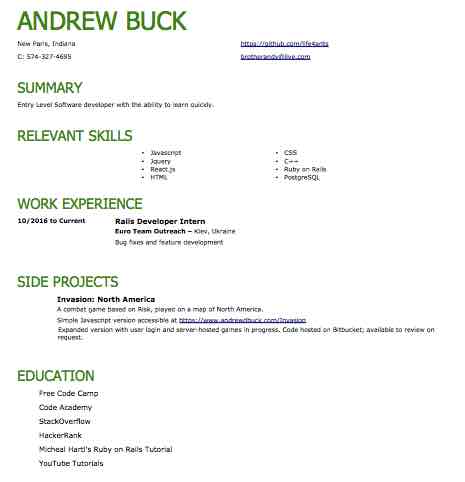 ANDREW BUCK
New Paris, Indiana https://github.com/life4ants
C: 574-327-4695 brotherandy@live.com
SUMMARY
Entry Level Software developer with the ability to learn quickly.
RELEVANT SKILLS
• Javascript • CSS
• Jquery • C++
• React.js • Ruby on Rails
• HTML • PostgreSQL
WORK EXPERIENCE
10/2016 to Current Rails Developer Intern
Euro Team Outreach – Kiev, Ukraine
Bug fixes and feature development
SIDE PROJECTS
Invasion: North America
A combat game based on Risk, played on a map of North America.
Simple Javascript version accessible at https://www.andrewdbuck.com/Invasion
Expanded version with user login and server-hosted games in progress. Code hosted on Bitbucket; available to review on
request.
EDUCATION
Free Code Camp
Code Academy
StackOverflow
HackerRank
Micheal Hartl's Ruby on Rails Tutorial
YouTube Tutorials